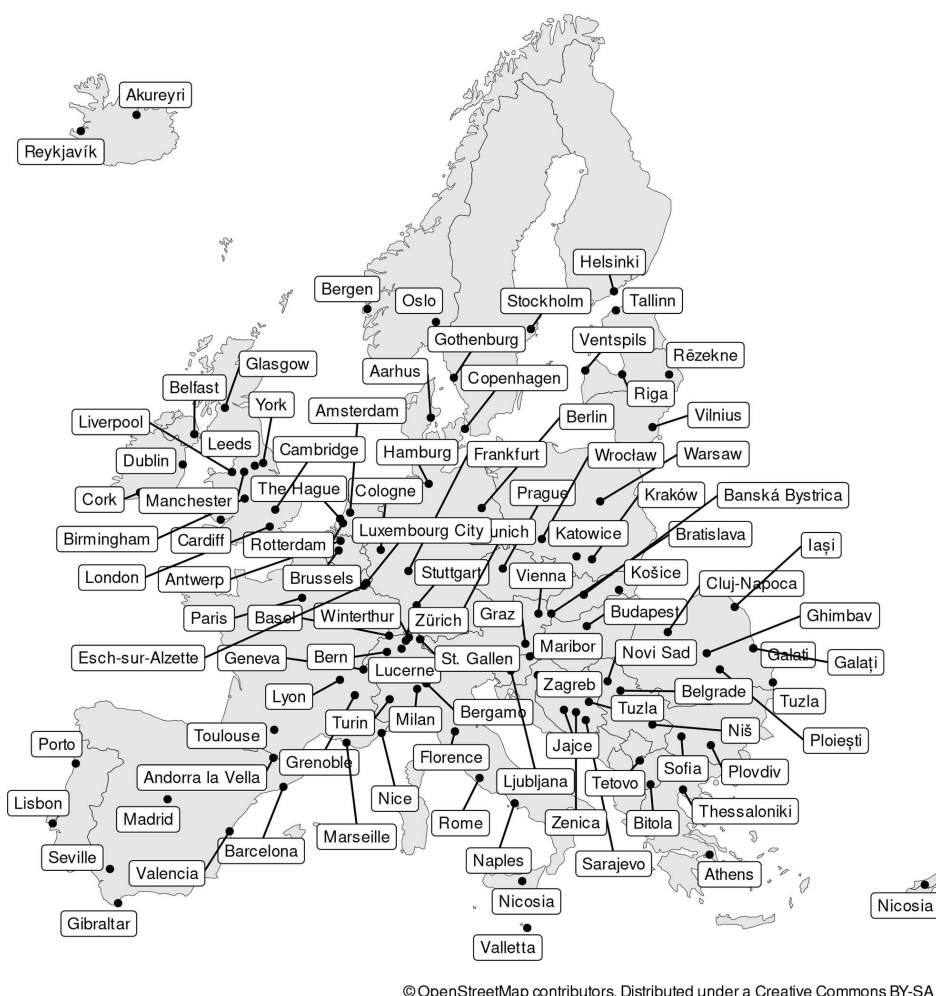 Akureyri
Reykjavík
Helsinki
Bergen
Oslo
Stockholm
Tallinn
Gothenburg
Ventspils
Rēzekne
Glasgow
Aarhus
Copenhagen
Belfast
Riga
York
Amsterdam
Berlin
Vilnius
Liverpool
Leeds
Cambridge
Hamburg
Frankfurt
Wrocław
Warsaw
Dublin
The Hague
Cologne
Prague
Kraków
Banská Bystrica
Cork
Manchester
Birmingham
Cardiff
Rotterdam
Luxembourg City
unich
Katowice
Bratislava
Iași
London
Antwerp
Brussels
Stuttgart
Vienna
Košice
Cluj-Napoca
Paris
Basel
Winterthur
Zürich
Graz
Budapest
Ghimbav
Esch-sur-Alzette
Geneva
Bern
Lucerne
St. Gallen
Maribor
Novi Sad
Galati
Galați
Lyon
Zagreb
Belgrade
Tuzla
Turin
Milan
Bergamo
Tuzla
Niš
Ploiești
Porto
Toulouse
Grenoble
Florence
Jajce
Andorra la Vella
Ljubljana
Tetovo
Sofia
Plovdiv
Lisbon
Madrid
Nice
Rome
Zenica
Bitola
Thessaloniki
Marseille
Seville
Valencia
Barcelona
Naples
Sarajevo
Athens
Gibraltar
Nicosia
Nicosia
Valletta
© OpenStreetMap contributors. Distributed under a Creative Commons BY-SA